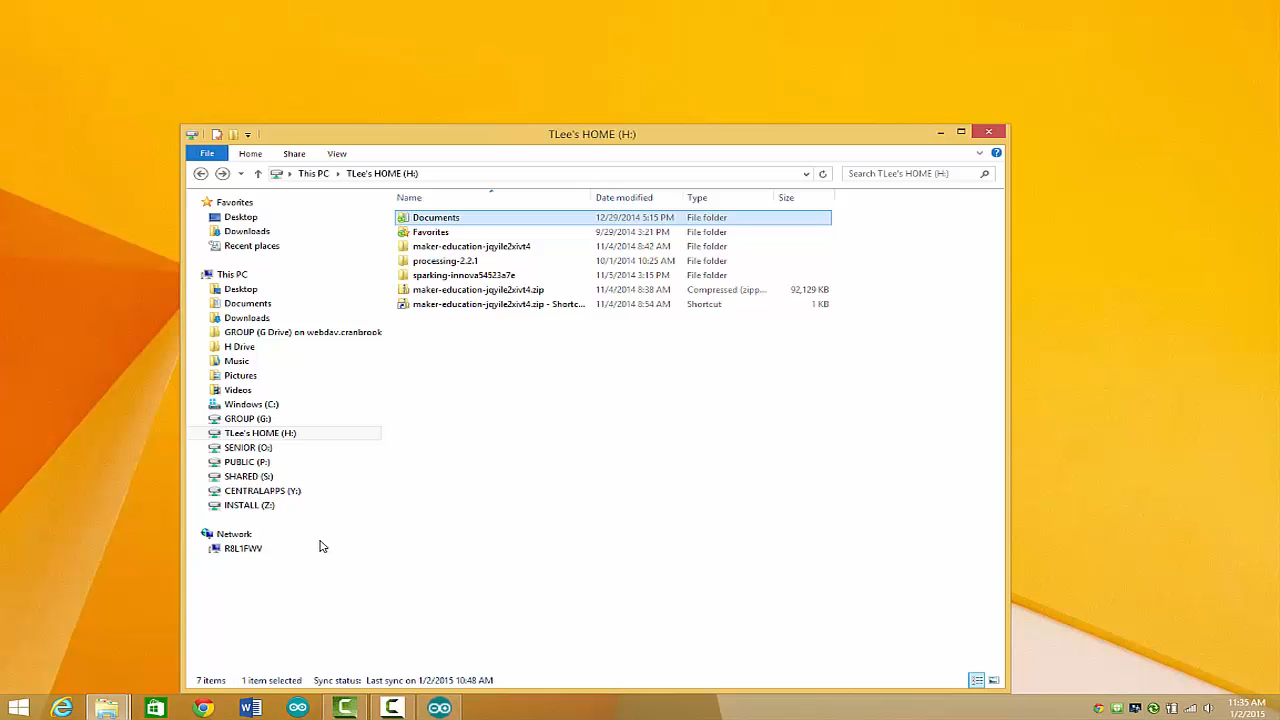 TLee's HOME (H:)
File Home Share View
This PC TLee's HOME (H:) Search TLee's HOME (H:)
Name Date modified Type Size
Documents 12/29/2014 5:15 PM File folder
Favorites 9/29/2014 3:21 PM File folder
maker-education-jqyile2xivt4 11/4/2014 8:42 AM File folder
processing-2.2.1 10/1/2014 10:25 AM File folder
sparking-innova54523a7e 11/5/2014 3:15 PM File folder
maker-education-jqyile2xivt4.zip 11/4/2014 8:38 AM Compressed (zipp... 92,129 KB
maker-education-jqyile2xivt4.zip - Shortc... 11/4/2014 8:54 AM Shortcut 1 KB
Favorites
Desktop
Downloads
Recent places
This PC
Desktop
Documents
Downloads
GROUP (G Drive) on webdav.cranbrook
H Drive
Music
Pictures
Videos
Windows (C:)
GROUP (G:)
TLee's HOME (H:)
SENIOR (O:)
PUBLIC (P:)
SHARED (S:)
CENTRALAPPS (Y:)
INSTALL (Z:)
Network
R8L1FWV
7 items 1 item selected Sync status: Last sync on 1/2/2015 10:48 AM
11:35 AM
1/2/2015